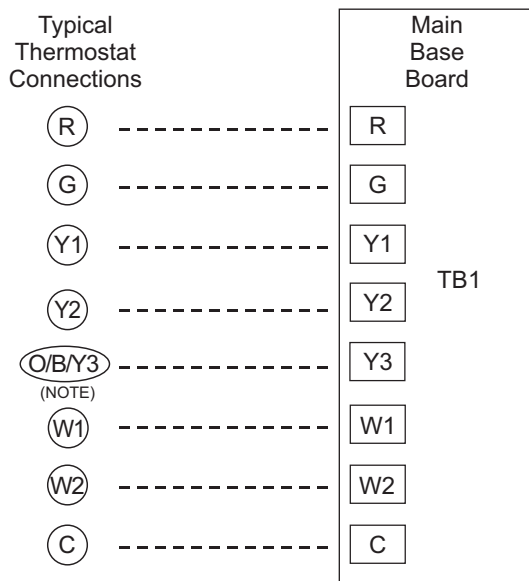 Typical
Thermostat
Connections
Main
Base
Board
R
R
G
G
Y1
Y1
TB1
Y2
Y2
O/B/Y3
(NOTE)
Y3
W1
W1
W2
W2
C
C